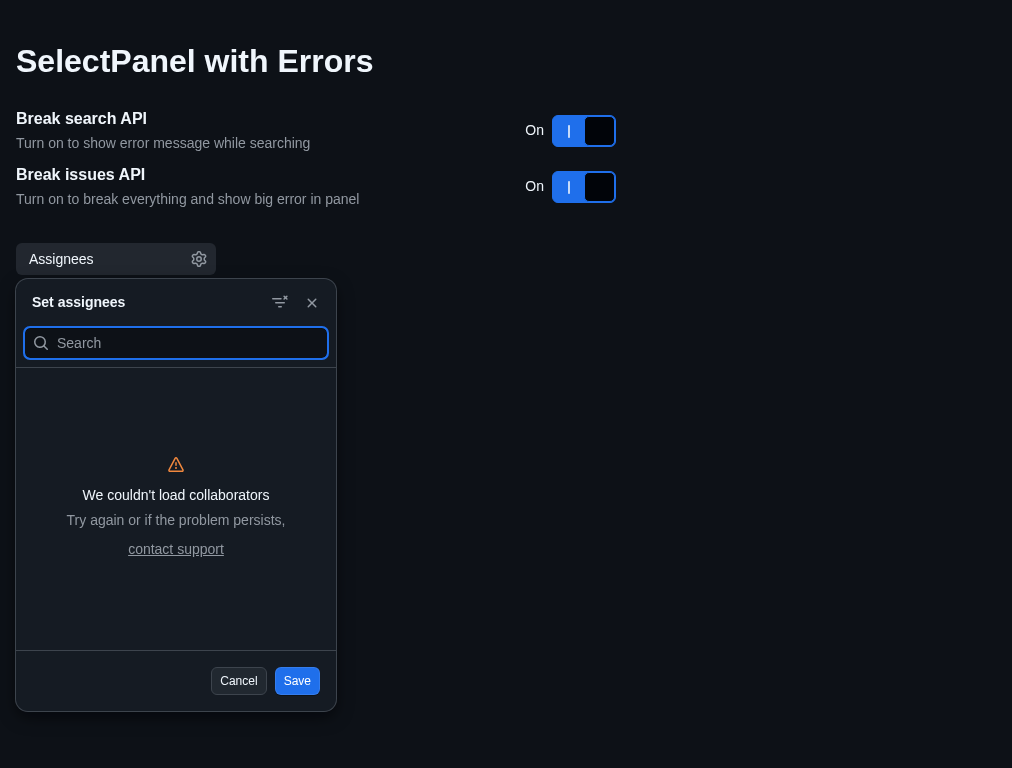 SelectPanel with Errors
Break search API
Turn on to show error message while searching
On
Break issues API
Turn on to break everything and show big error in panel
On
Assignees
Set assignees
Search
We couldn't load collaborators
Try again or if the problem persists,
contact support
Cancel
Save